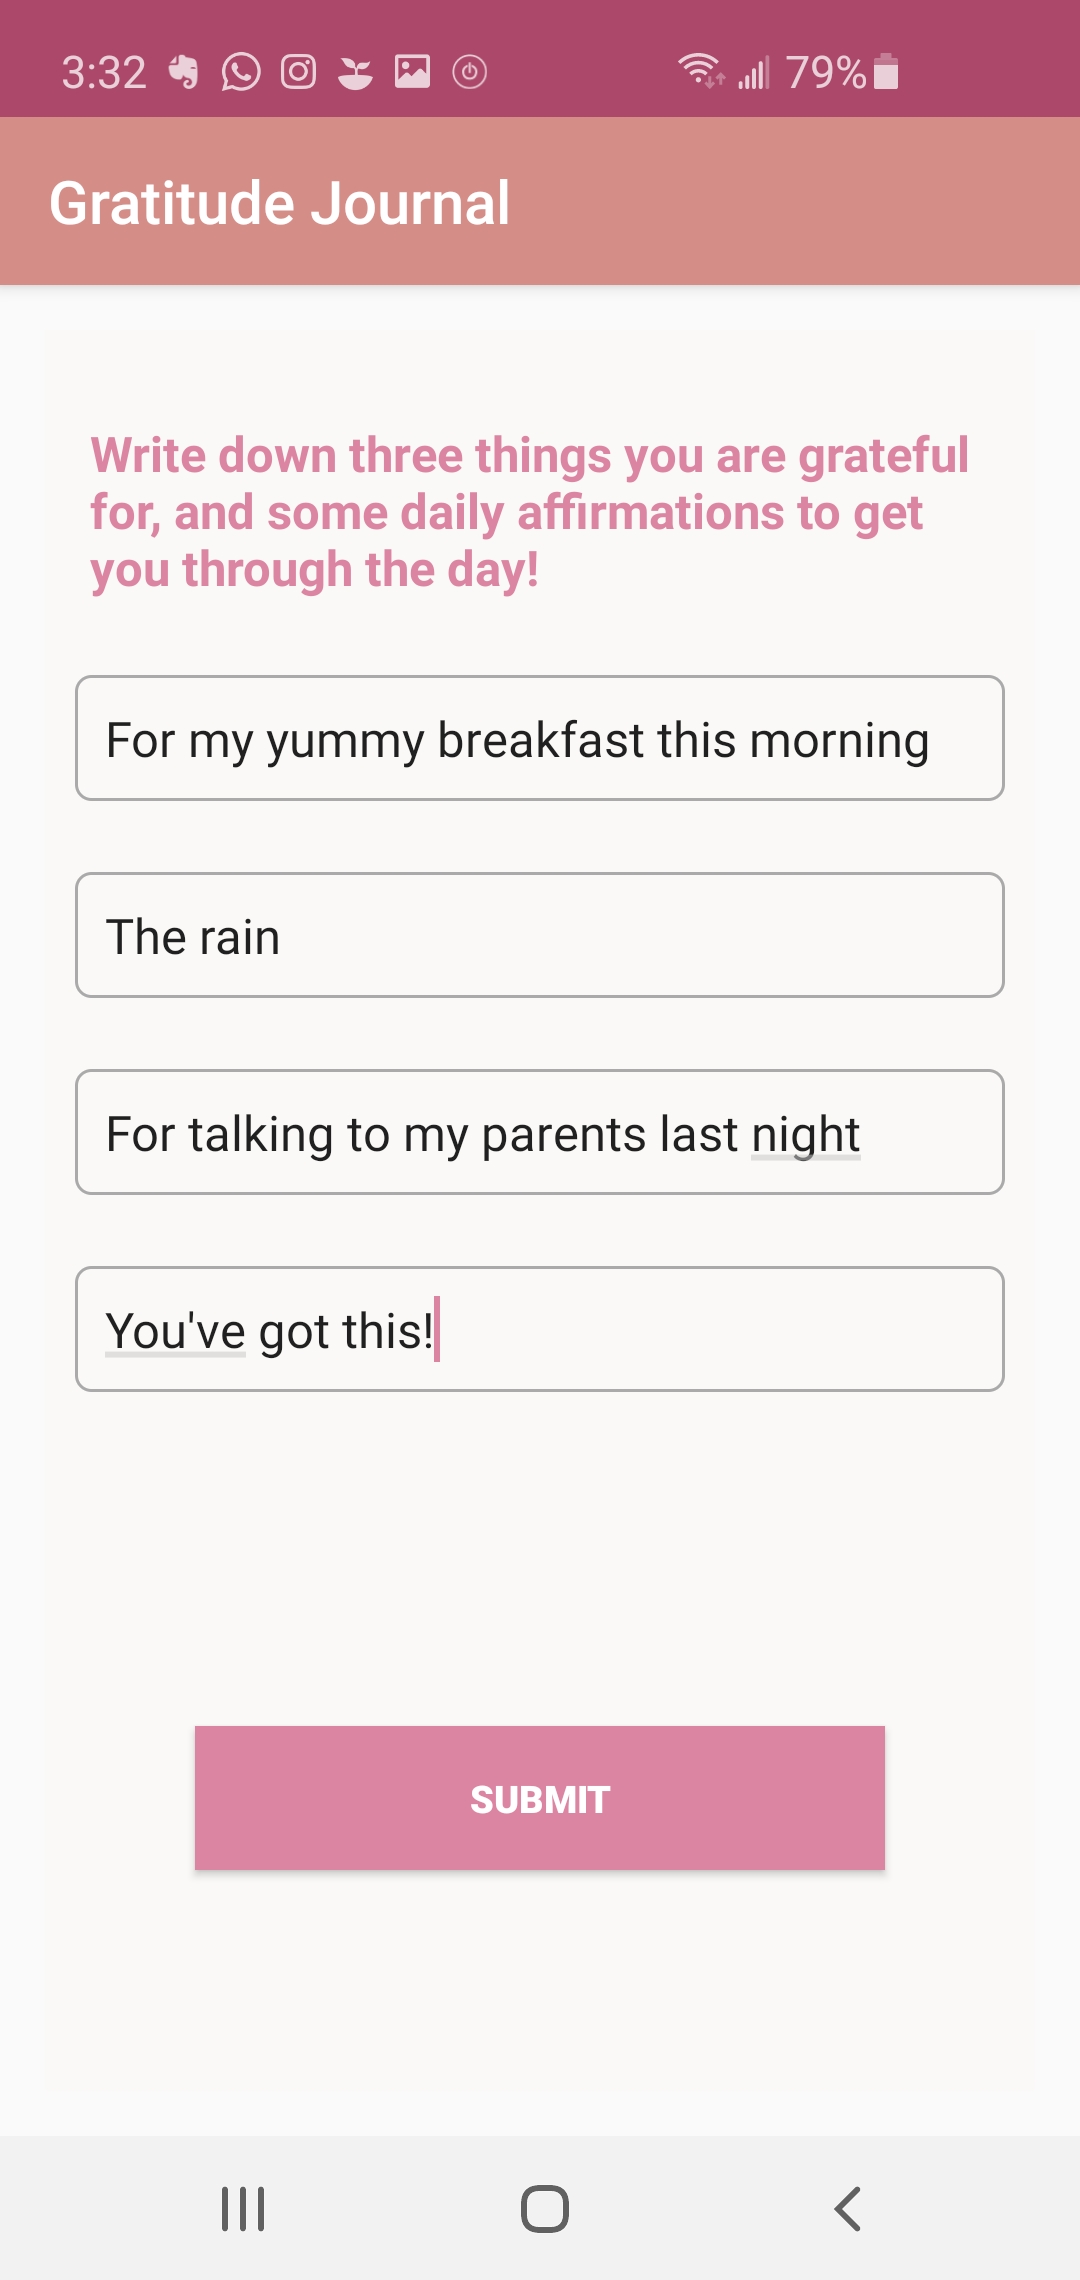 3:32
79%
Gratitude Journal
Write down three things you are grateful
for, and some daily affirmations to get
you through the day!
For my yummy breakfast this morning
The rain
For talking to my parents last night
You've got this!
SUBMIT